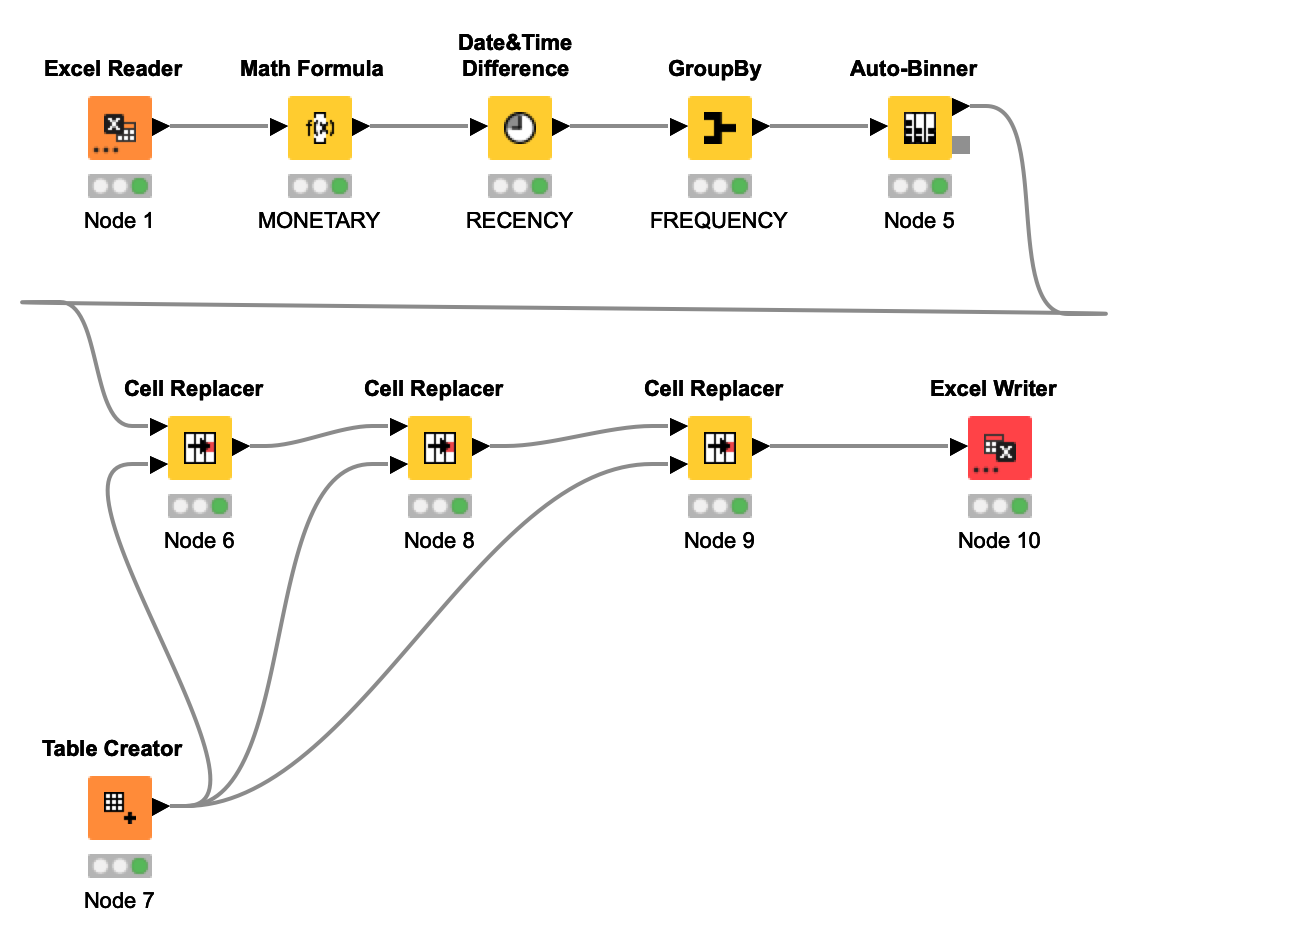 Excel Reader
Math Formula
Date&Time
Difference
GroupBy
Auto-Binner
f(x)
Node 1
MONETARY
RECENCY
FREQUENCY
Node 5
Cell Replacer
Cell Replacer
Cell Replacer
Excel Writer
Node 6
Node 8
Node 9
Node 10
Table Creator
Node 7